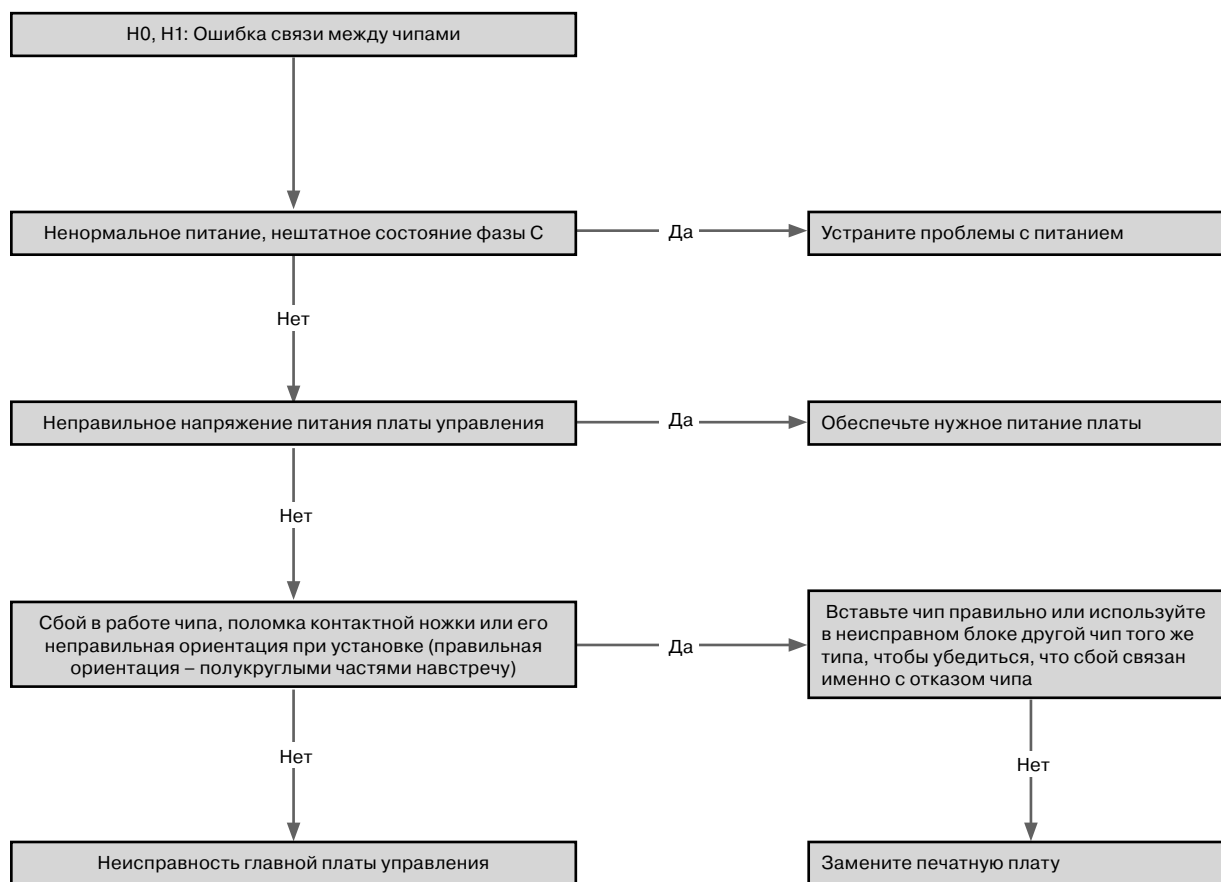 H0, H1: Ошибка связи между чипами
Ненормальное питание, нештатное состояние фазы С
Да
Устраните проблемы с питанием
Нет
Неправильное напряжение питания платы управления
Да
Обеспечьте нужное питание платы
Нет
Сбой в работе чипа, поломка контактной ножки или его
неправильная ориентация при установке (правильная
ориентация – полукруглыми частями навстречу)
Да
Вставьте чип правильно или используйте
в неисправном блоке другой чип того же
типа, чтобы убедиться, что сбой связан
именно с отказом чипа
Нет
Нет
Неисправность главной платы управления
Замените печатную плату